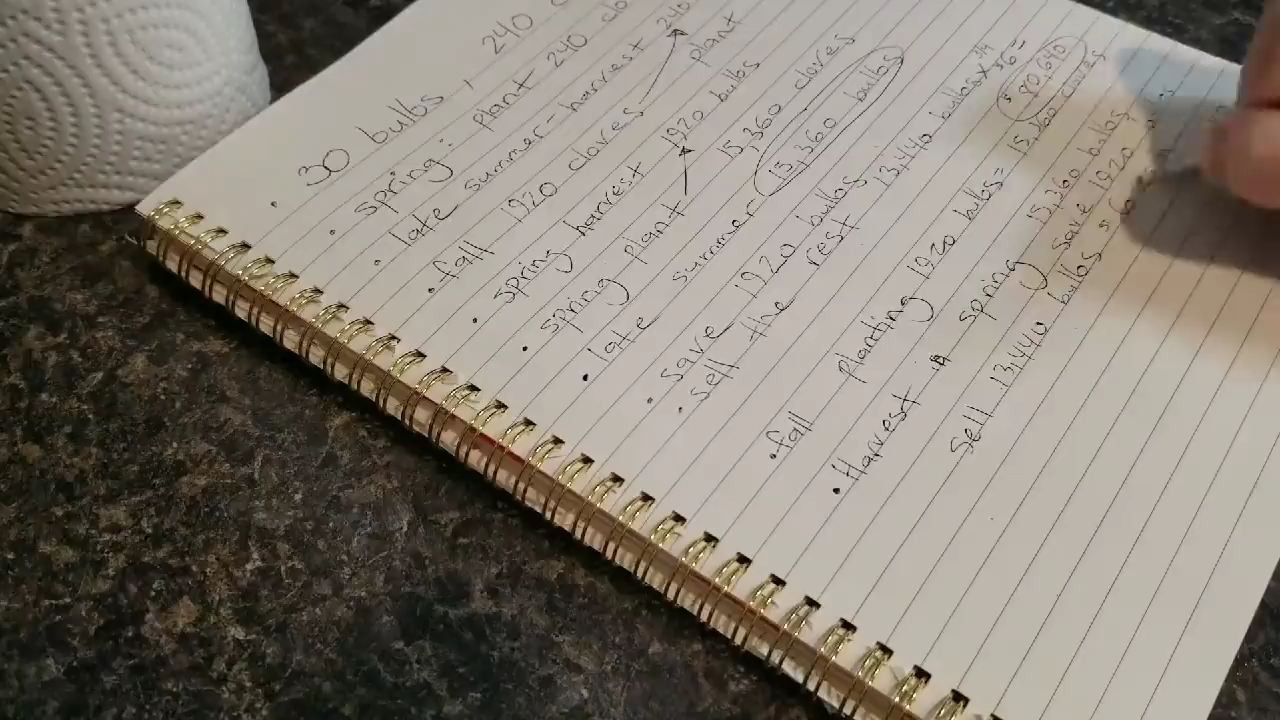 30 bulbs, 240 c
. spring: plant 240 clo
. late summer-harvest 240
. fall 1920 cloves plant
. spring harvest 1920 bulbs
. spring plant 15,360 cloves
. late summer 15,360 bulbs
. save 1920 bulbs
. sell the rest 13,440 bulbs x $6=
$80,640
. fall planting 1920 bulbs= 15,360 cloves
. Harvest in spring 15,360 bulbs
save 1920
sell 13,440 bulbs $6